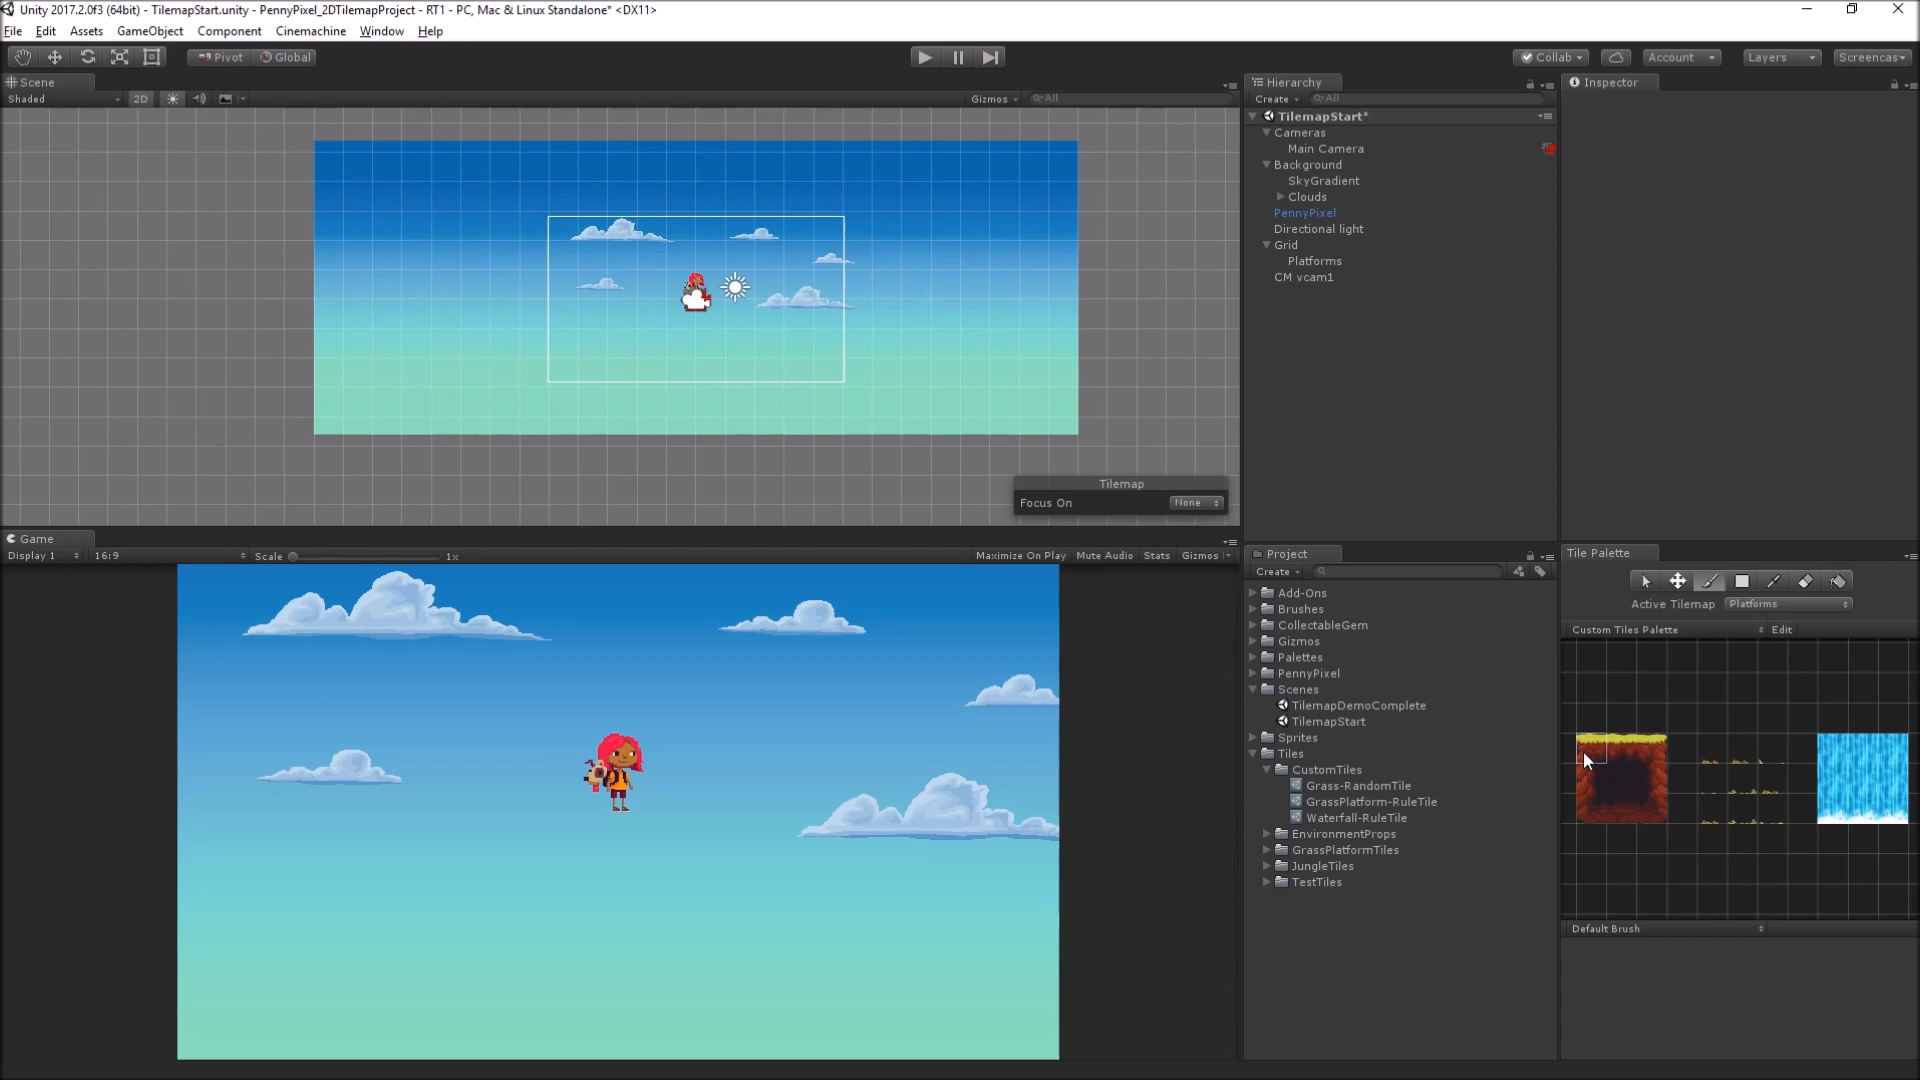 Unity 2017.2.0f3 (64bit) - TilemapStart.unity - PennyPixel_2DTilemapProject - RT1 - PC, Mac & Linux Standalone* <DX11>
File Edit Assets GameObject Component Cinemachine Window Help
Pivot Global Collab Account Layers Screencas
Scene
Shaded 2D Gizmos All
Tilemap
Focus On None
Game
Display 1 16:9 Scale 1x Maximize On Play Mute Audio Stats Gizmos
Hierarchy
Create All
TilemapStart*
Cameras
Main Camera
Background
SkyGradient
Clouds
PennyPixel
Directional light
Grid
Platforms
CM vcam1
Inspector
Project
Create
Add-Ons
Brushes
CollectableGem
Gizmos
Palettes
PennyPixel
Scenes
TilemapDemoComplete
TilemapStart
Sprites
Tiles
CustomTiles
Grass-RandomTile
GrassPlatform-RuleTile
Waterfall-RuleTile
EnvironmentProps
GrassPlatformTiles
JungleTiles
TestTiles
Tile Palette
Active Tilemap Platforms
Custom Tiles Palette Edit
Default Brush